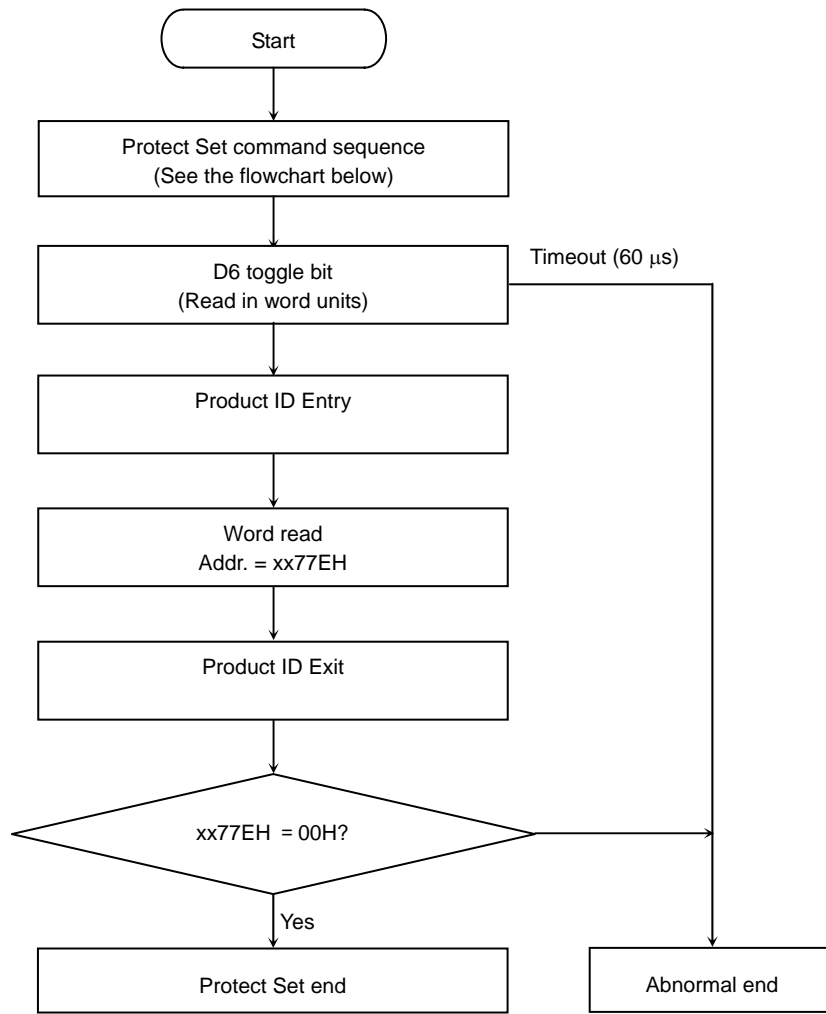 Start
Protect Set command sequence
(See the flowchart below)
D6 toggle bit
(Read in word units)
Timeout (60 μs)
Product ID Entry
Word read
Addr. = xx77EH
Product ID Exit
xx77EH = 00H?
Yes
Protect Set end
Abnormal end